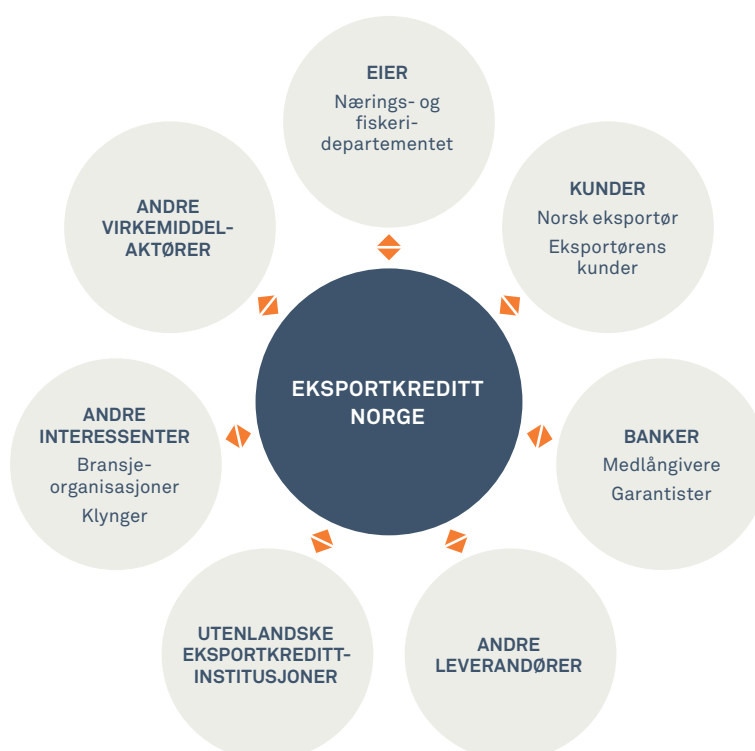 EIER
Nærings- og
fiskeri-
departementet
KUNDER
Norsk eksportør
Eksportørens
kunder
BANKER
Medlångivere
Garantister
ANDRE
LEVERANDØRER
UTENLANDSKE
EKSPORTKREDITT-
INSTITUSJONER
ANDRE
INTERESSENTER
Bransje-
organisasjoner
Klynger
ANDRE
VIRKEMIDDEL-
AKTØRER
EKSPORTKREDITT
NORGE